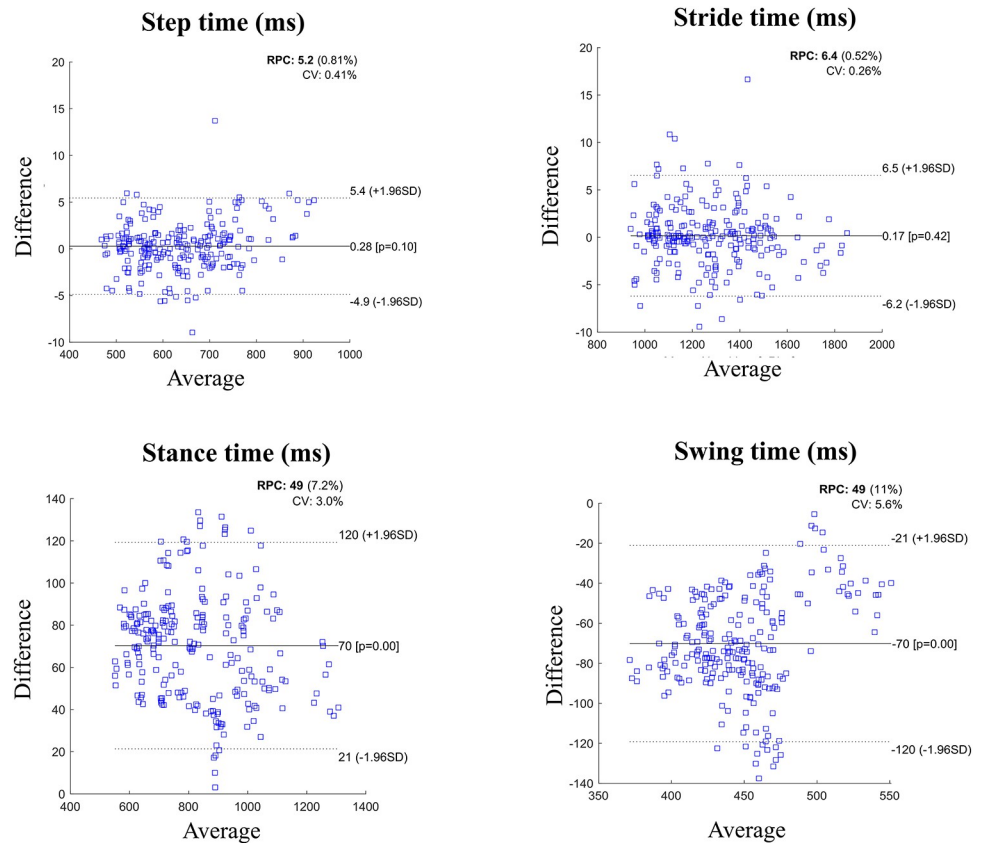 Step time (ms)
RPC: 5.2 (0.81%)
CV: 0.41%
20
15
10
5
0
-5
-10
Difference
5.4 (+1.96SD)
0.28 [p=0.10]
-4.9 (-1.96SD)
400 500 600 700 800 900 1000
Average
Stride time (ms)
RPC: 6.4 (0.52%)
CV: 0.26%
20
15
10
5
0
-5
-10
Difference
6.5 (+1.96SD)
0.17 [p=0.42]
-6.2 (-1.96SD)
800 1000 1200 1400 1600 1800 2000
Average
Stance time (ms)
RPC: 49 (7.2%)
CV: 3.0%
140
120
100
80
60
40
20
0
Difference
120 (+1.96SD)
70 [p=0.00]
21 (-1.96SD)
400 600 800 1000 1200 1400
Average
Swing time (ms)
RPC: 49 (11%)
CV: 5.6%
0
-20
-40
-60
-80
-100
-120
-140
Difference
-21 (+1.96SD)
-70 [p=0.00]
-120 (-1.96SD)
350 400 450 500 550
Average